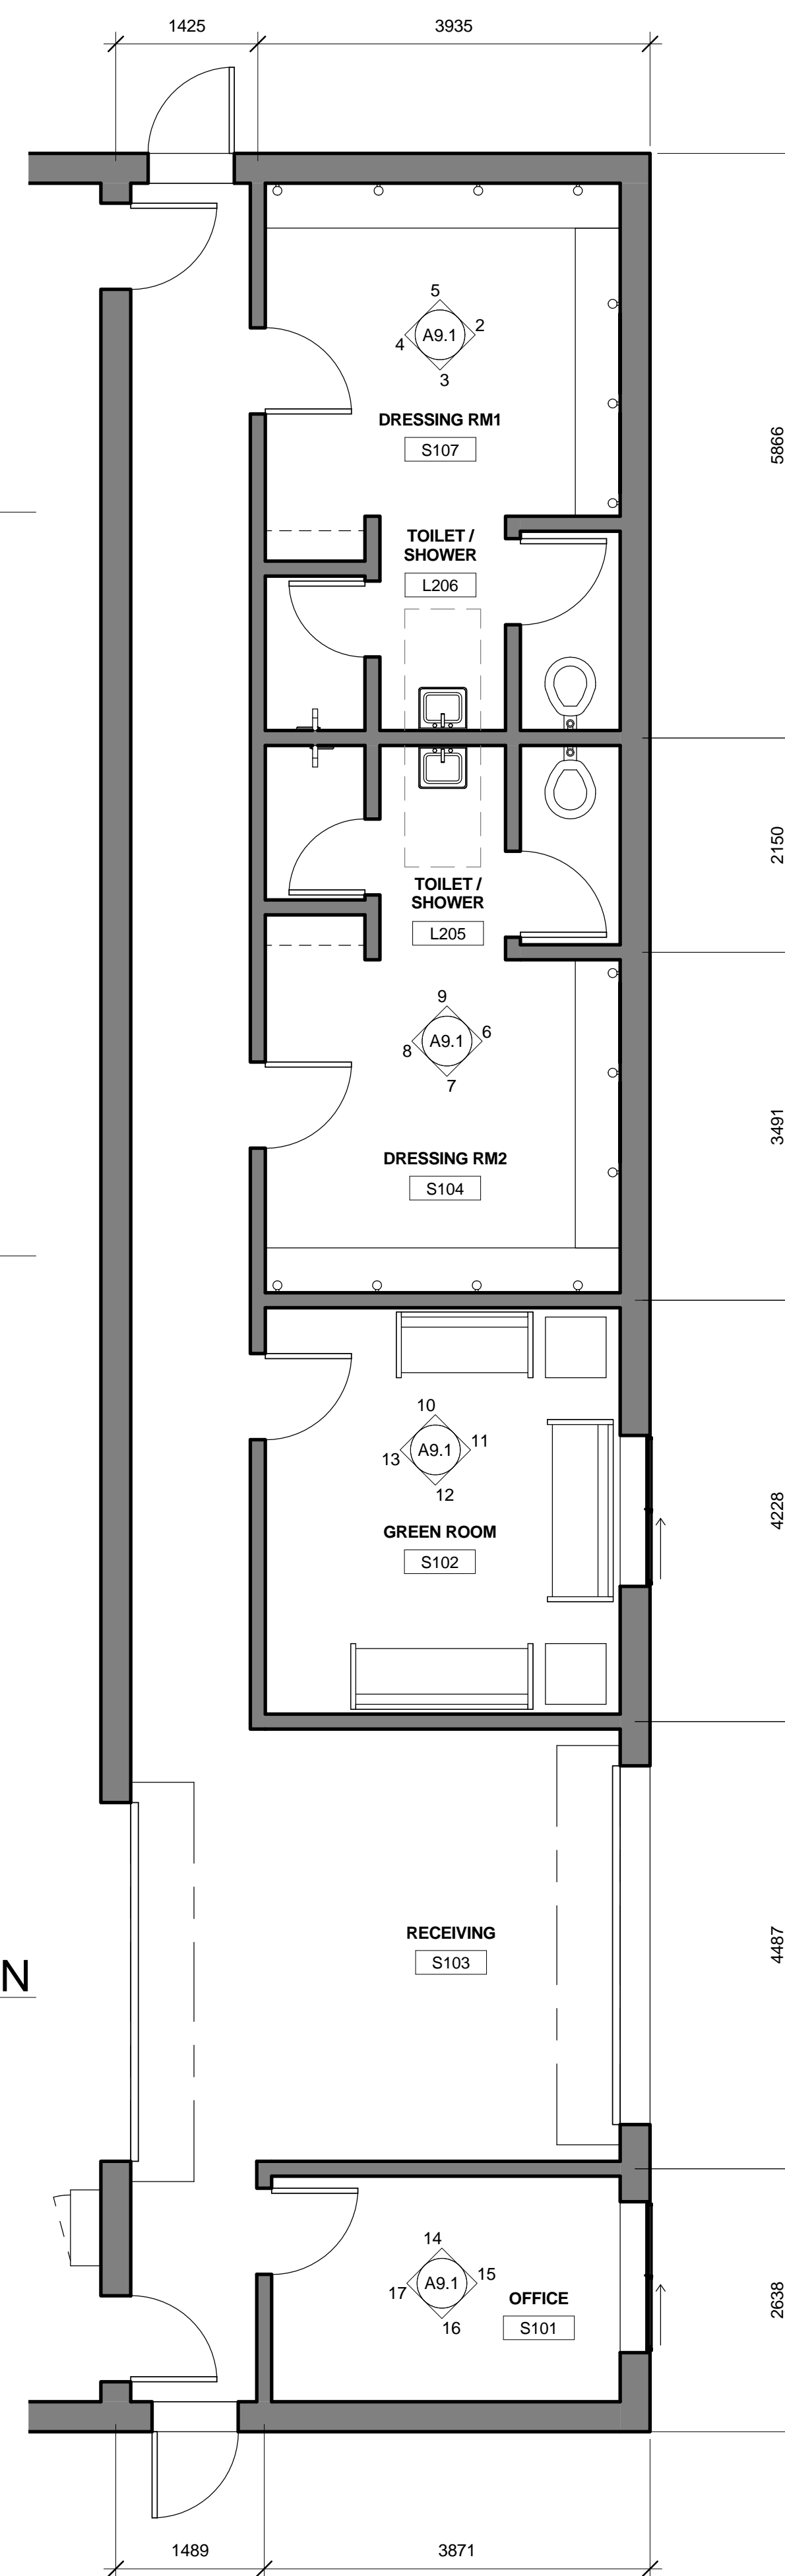 1425
3935
5
A9.1
2
4
3
DRESSING RM1
S107
5866
TOILET /
SHOWER
L206
2150
TOILET /
SHOWER
L205
9
A9.1
6
8
7
3491
DRESSING RM2
S104
10
11
A9.1
13
12
4228
GREEN ROOM
S102
RECEIVING
S103
4487
N
14
15
A9.1
17
16
OFFICE
S101
2638
1489
3871